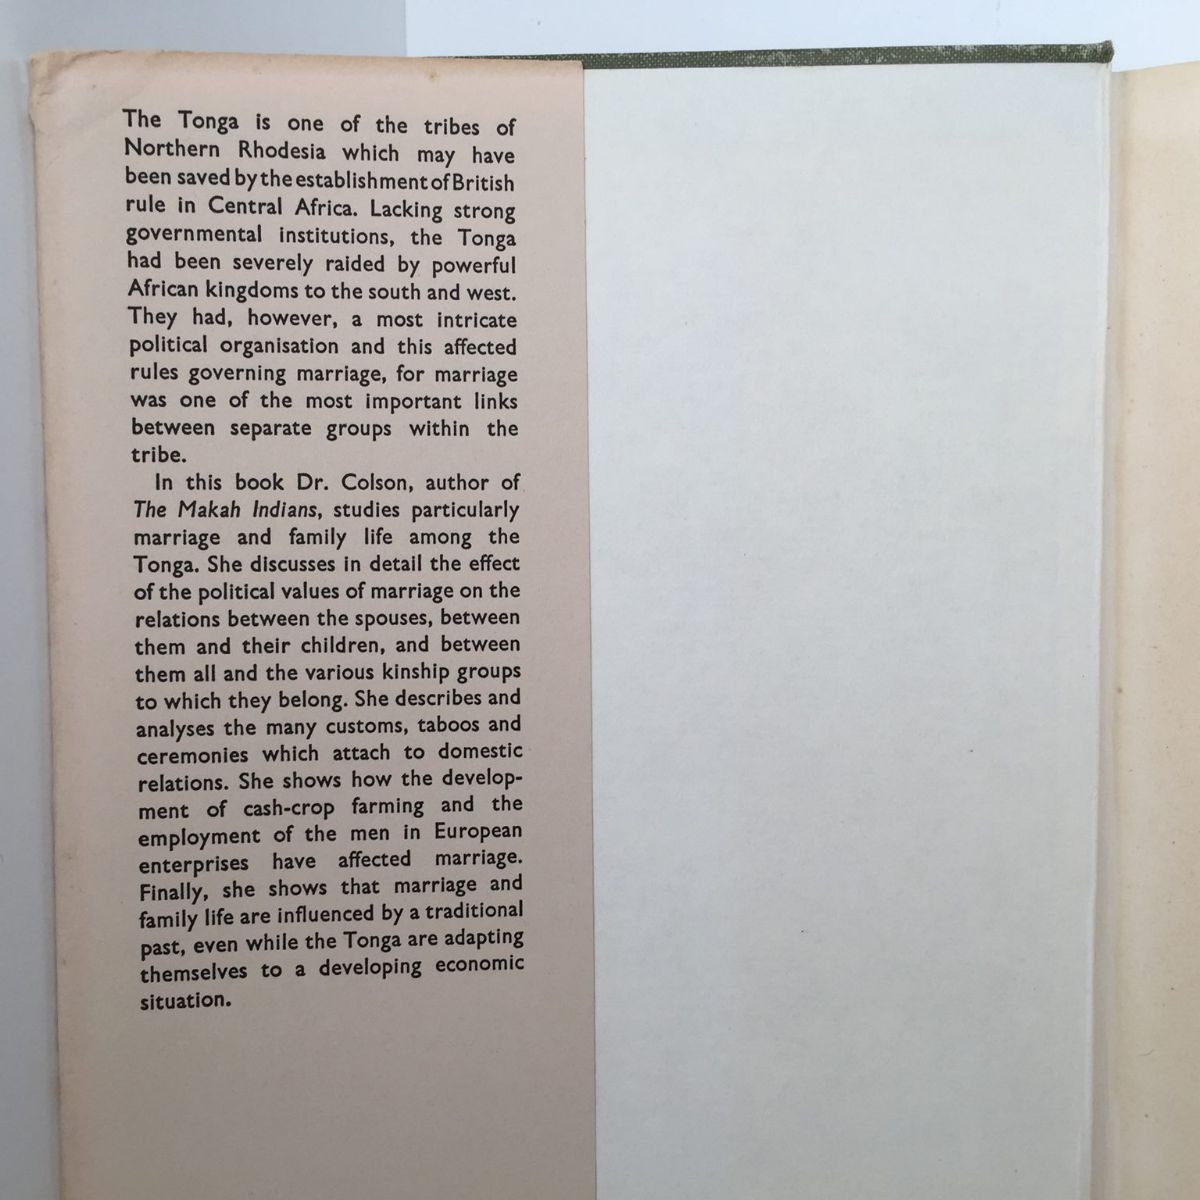 The Tonga is one of the tribes of
Northern Rhodesia which may have
been saved by the establishment of British
rule in Central Africa. Lacking strong
governmental institutions, the Tonga
had been severely raided by powerful
African kingdoms to the south and west.
They had, however, a most intricate
political organisation and this affected
rules governing marriage, for marriage
was one of the most important links
between separate groups within the
tribe.
In this book Dr. Colson, author of
The Makah Indians, studies particularly
marriage and family life among the
Tonga. She discusses in detail the effect
of the political values of marriage on the
relations between the spouses, between
them and their children, and between
them all and the various kinship groups
to which they belong. She describes and
analyses the many customs, taboos and
ceremonies which attach to domestic
relations. She shows how the develop-
ment of cash-crop farming and the
employment of the men in European
enterprises have affected marriage.
Finally, she shows that marriage and
family life are influenced by a traditional
past, even while the Tonga are adapting
themselves to a developing economic
situation.